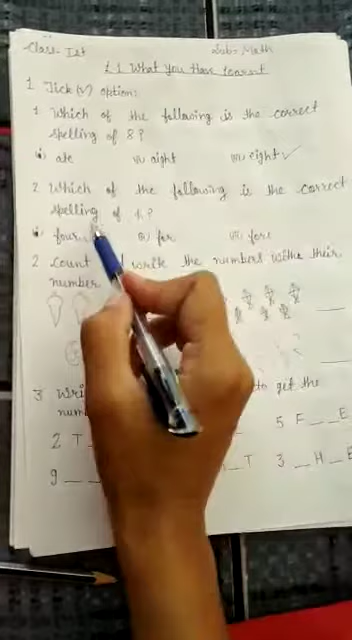 Class- Ist Sub:- Math
L1 What You Have Learnt
1 Tick (✓) option:
1 Which of the following is the correct
spelling of 8?
(i) ate (ii) aight (iii) eight ✓
2 Which of the following is the correct
spelling of 4?
(i) four (ii) for (iii) fore
2 Count write the numbers withe their
number
3 Wri to get the
num
2 T 5 F _ _ E
9 _ _ T 3 _ H _ E